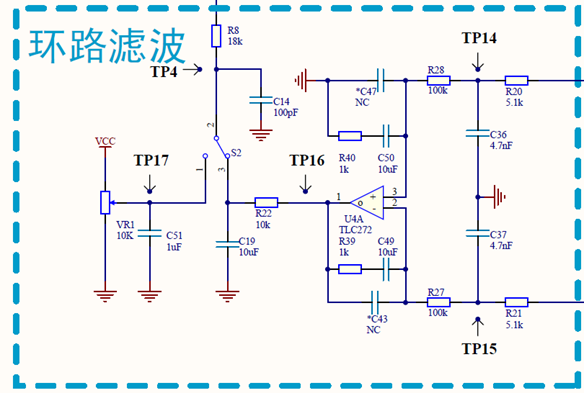 环路滤波
R8
18k
TP4
C14
100pF
2
S2
1
3
VCC
TP17
VR1
10K
C51
1uF
C19
10uF
R22
10k
TP16
*C47
NC
R40
1k
C50
10uF
1
3
2
+
-
o
U4A
TLC272
R39
1k
C49
10uF
*C43
NC
R28
100k
R27
100k
TP14
R20
5.1k
C36
4.7nF
C37
4.7nF
R21
5.1k
TP15